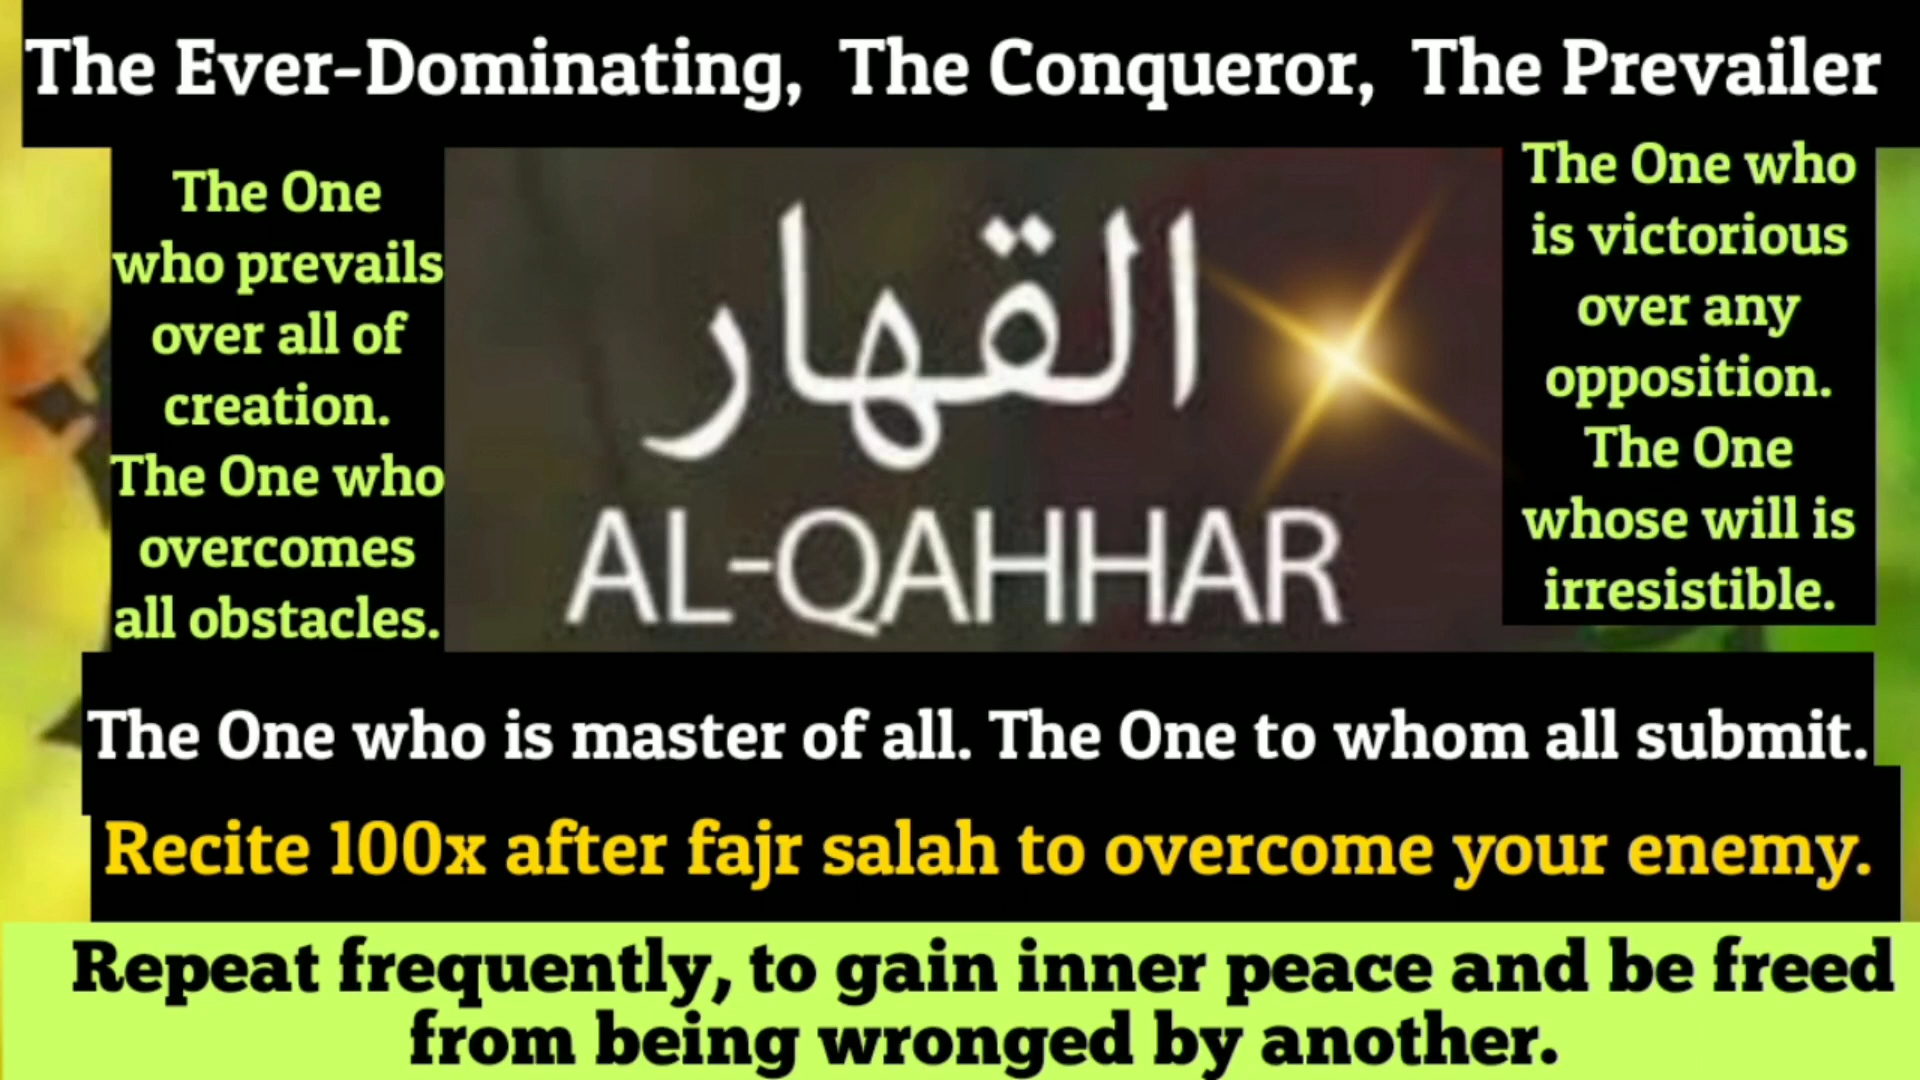 The Ever-Dominating, The Conqueror, The Prevailer
The One
who prevails
over all of
creation.
The One who
overcomes
all obstacles.
القهار
AL-QAHHAR
The One who
is victorious
over any
opposition.
The One
whose will is
irresistible.
The One who is master of all. The One to whom all submit.
Recite 100x after fajr salah to overcome your enemy.
Repeat frequently, to gain inner peace and be freed
from being wronged by another.